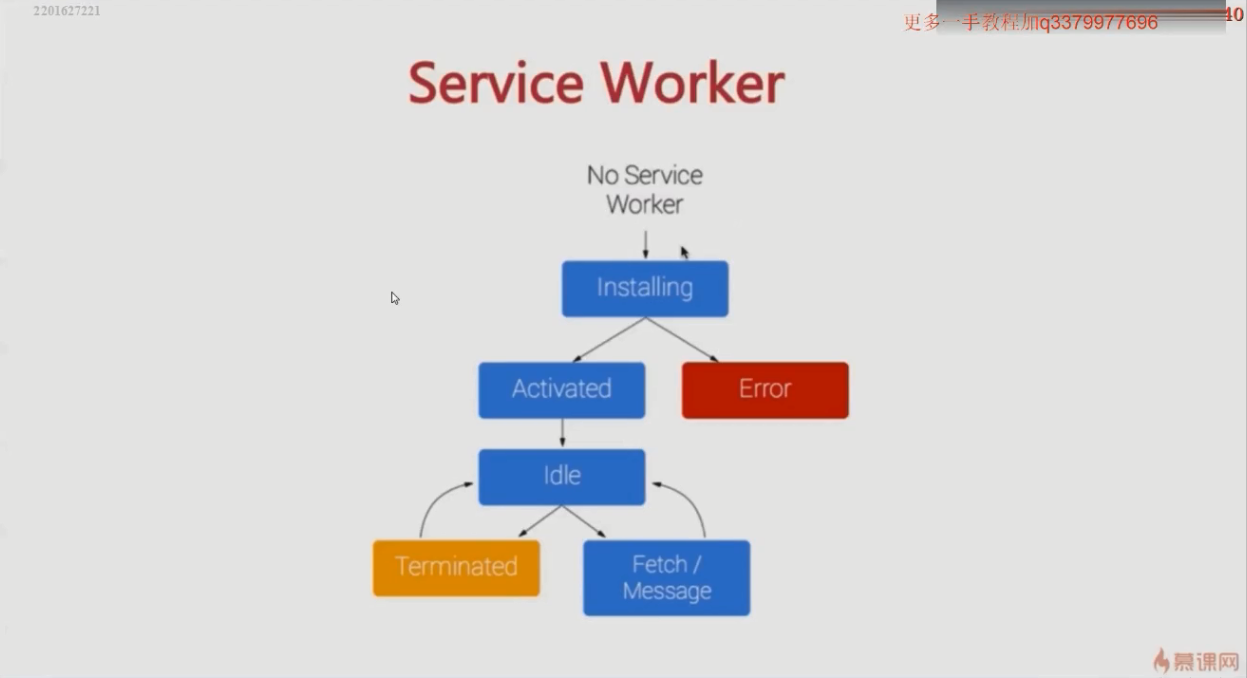 2201627221
更多一手教程加q3379977696
40
Service Worker
No Service
Worker
Installing
Activated
Error
Idle
Terminated
Fetch /
Message
慕课网